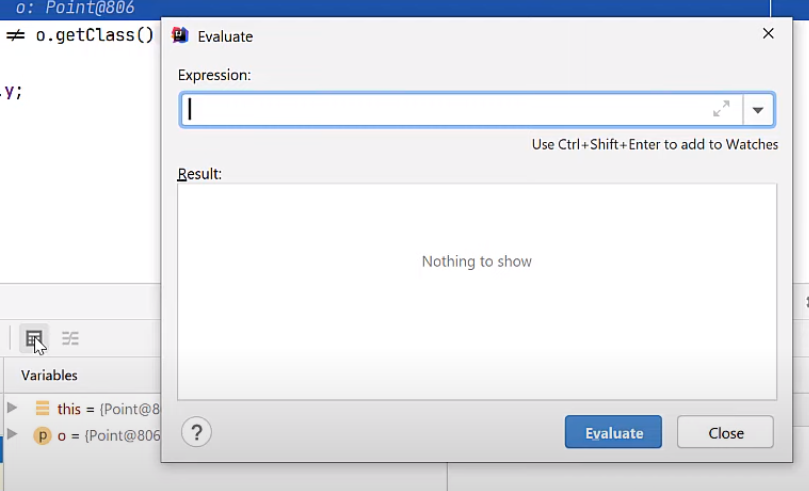 o: Point@806
≠ o.getClass()
.y;
Evaluate
Expression:
Use Ctrl+Shift+Enter to add to Watches
Result:
Nothing to show
Variables
this = {Point@80
o = {Point@806
p
?
Evaluate
Close